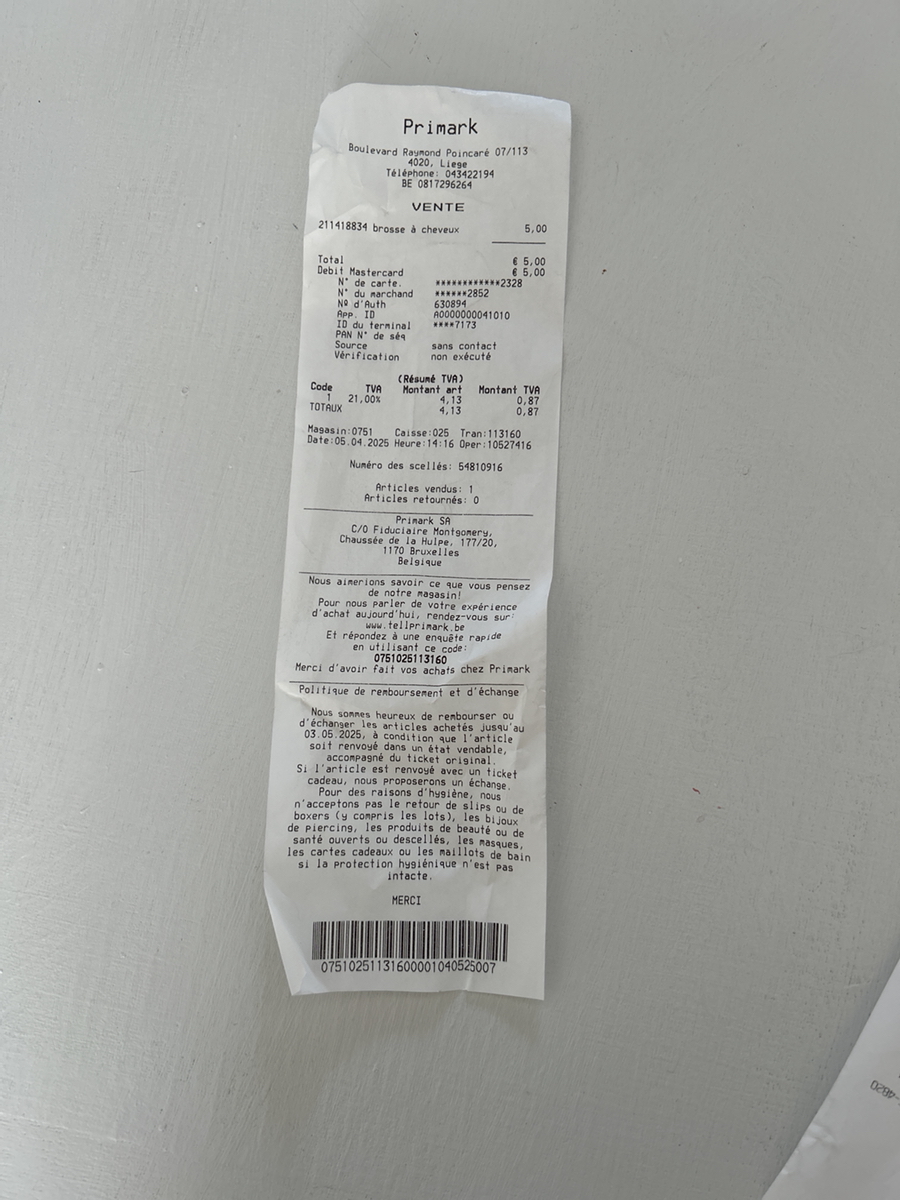 Primark
Boulevard Raymond Poincaré 07/113
4020, Liege
Téléphone: 043422194
BE 0817296264
VENTE
211418834 brosse à cheveux 5,00
Total € 5,00
Debit Mastercard € 5,00
N° de carte. ************2328
N° du marchand ******2852
Nº d'Auth 630894
App. ID A0000000041010
ID du terminal ****7173
PAN N° de séq
Source sans contact
Vérification non exécuté
(Résumé TVA)
Code TVA Montant art Montant TVA
1 21,00% 4,13 0,87
TOTAUX 4,13 0,87
Magasin:0751 Caisse:025 Tran:113160
Date:05.04.2025 Heure:14:16 Oper:10527416
Numéro des scellés: 54810916
Articles vendus: 1
Articles retournés: 0
Primark SA
C/O Fiduciaire Montgomery,
Chaussée de la Hulpe, 177/20,
1170 Bruxelles
Belgique
Nous aimerions savoir ce que vous pensez
de notre magasin!
Pour nous parler de votre expérience
d'achat aujourd'hui, rendez-vous sur:
www.tellprimark.be
Et répondez à une enquête rapide
en utilisant ce code:
0751025113160
Merci d'avoir fait vos achats chez Primark
Politique de remboursement et d'échange
Nous sommes heureux de rembourser ou
d'échanger les articles achetés jusqu'au
03.05.2025, à condition que l'article
soit renvoyé dans un état vendable,
accompagné du ticket original.
Si l'article est renvoyé avec un ticket
cadeau, nous proposerons un échange.
Pour des raisons d'hygiène, nous
n'acceptons pas le retour de slips ou de
boxers (y compris les lots), les bijoux
de piercing, les produits de beauté ou de
santé ouverts ou descellés, les masques,
les cartes cadeaux ou les maillots de bain
si la protection hygiénique n'est pas
intacte.
MERCI
07510251131600001040525007